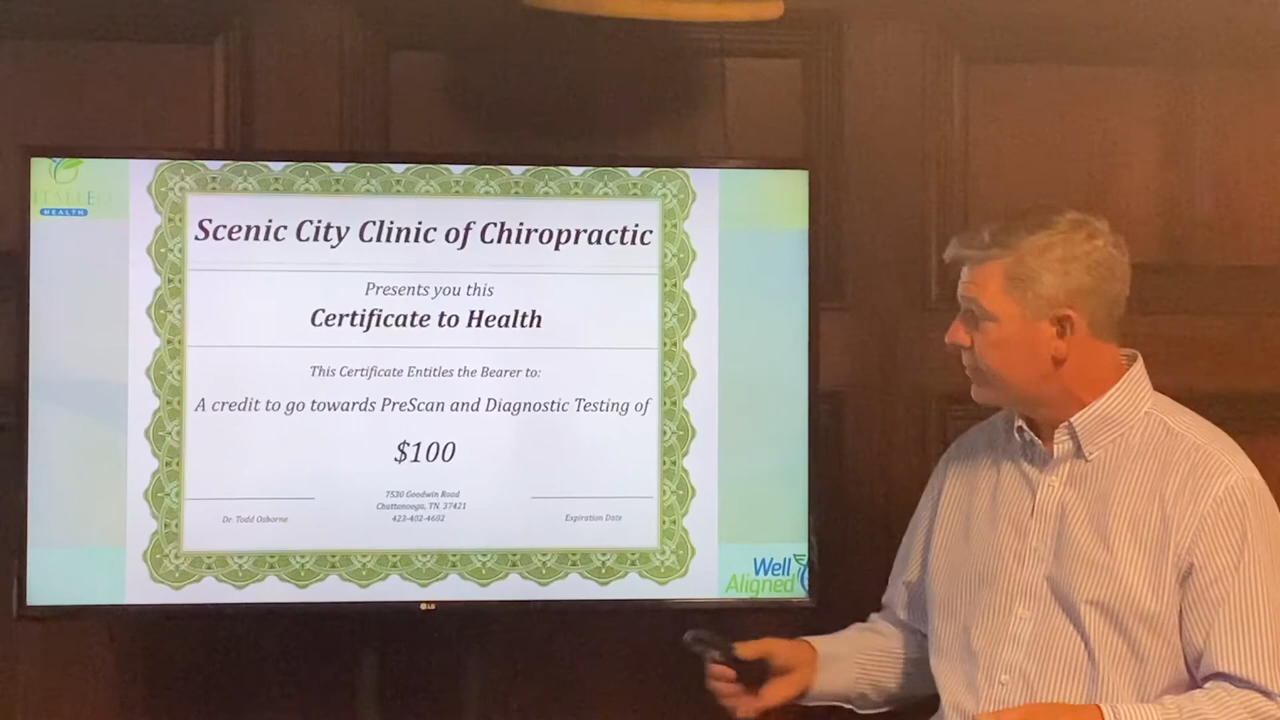 HEALTH
Scenic City Clinic of Chiropractic
Presents you this
Certificate to Health
This Certificate Entitles the Bearer to:
A credit to go towards PreScan and Diagnostic Testing of
$100
7530 Goodwin Road
Chattanooga, TN 37421
423-402-4602
Dr. Todd Osborne
Expiration Date
Well
Aligned
LG